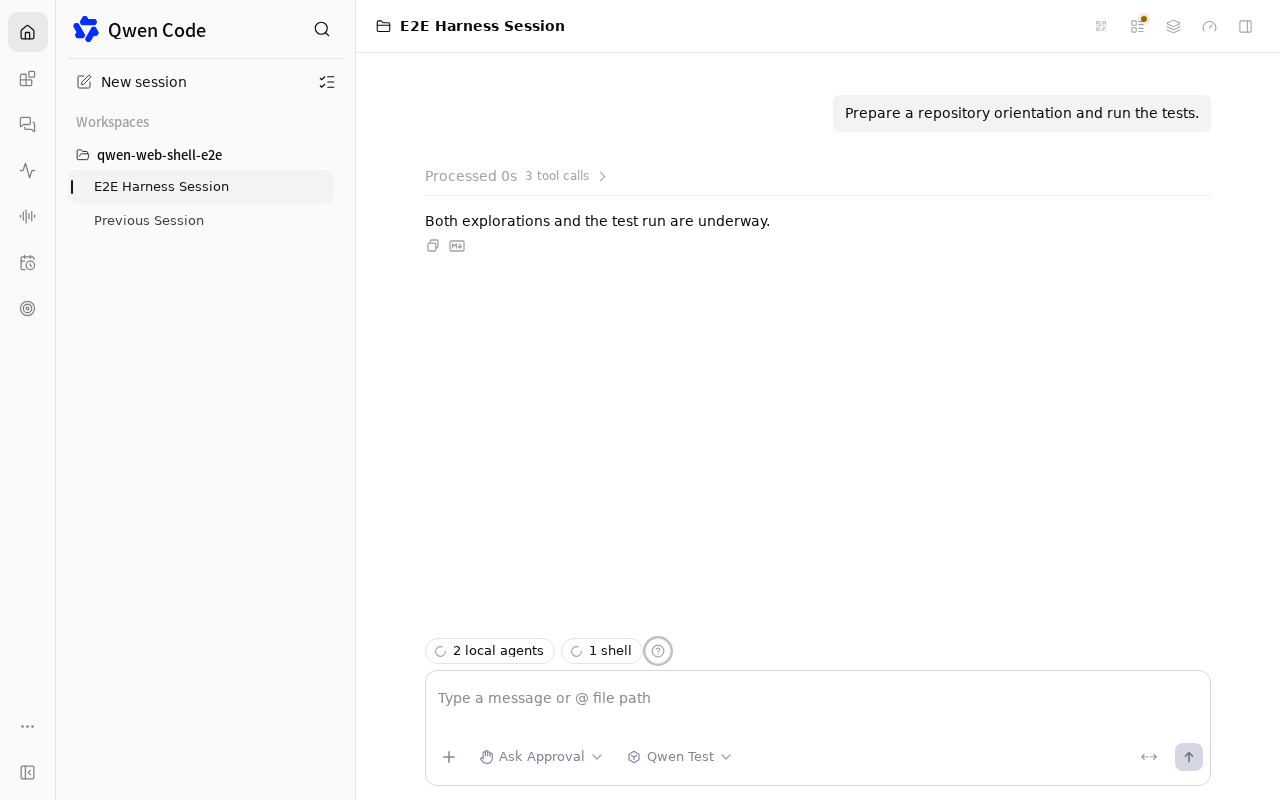 Qwen Code
New session
Workspaces
qwen-web-shell-e2e
E2E Harness Session
Previous Session
E2E Harness Session
Prepare a repository orientation and run the tests.
Processed 0s 3 tool calls
Both explorations and the test run are underway.
2 local agents
1 shell
Type a message or @ file path
Ask Approval
Qwen Test